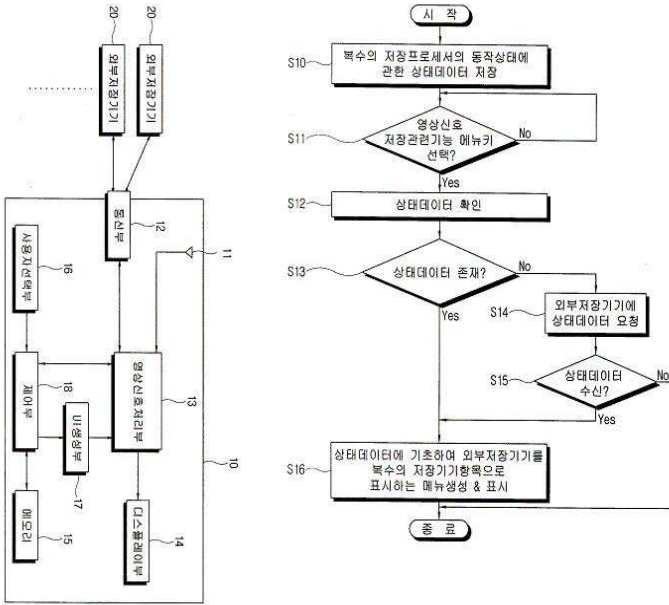 20
20
외부저장기기
외부저장기기
통신부
12
11
사용자선택부
16
제어부
18
영상신호처리부
13
UI생성부
17
10
메모리
15
디스플레이부
14
시 작
S10
복수의 저장프로세서의 동작상태에
관한 상태데이터 저장
S11
영상신호
저장관련기능 메뉴키
선택?
No
Yes
S12
상태데이터 확인
S13
상태데이터 존재?
No
Yes
S14
외부저장기기에
상태데이터 요청
S15
상태데이터
수신?
No
Yes
S16
상태데이터에 기초하여 외부저장기기를
복수의 저장기기항목으로
표시하는 메뉴생성 & 표시
종 료